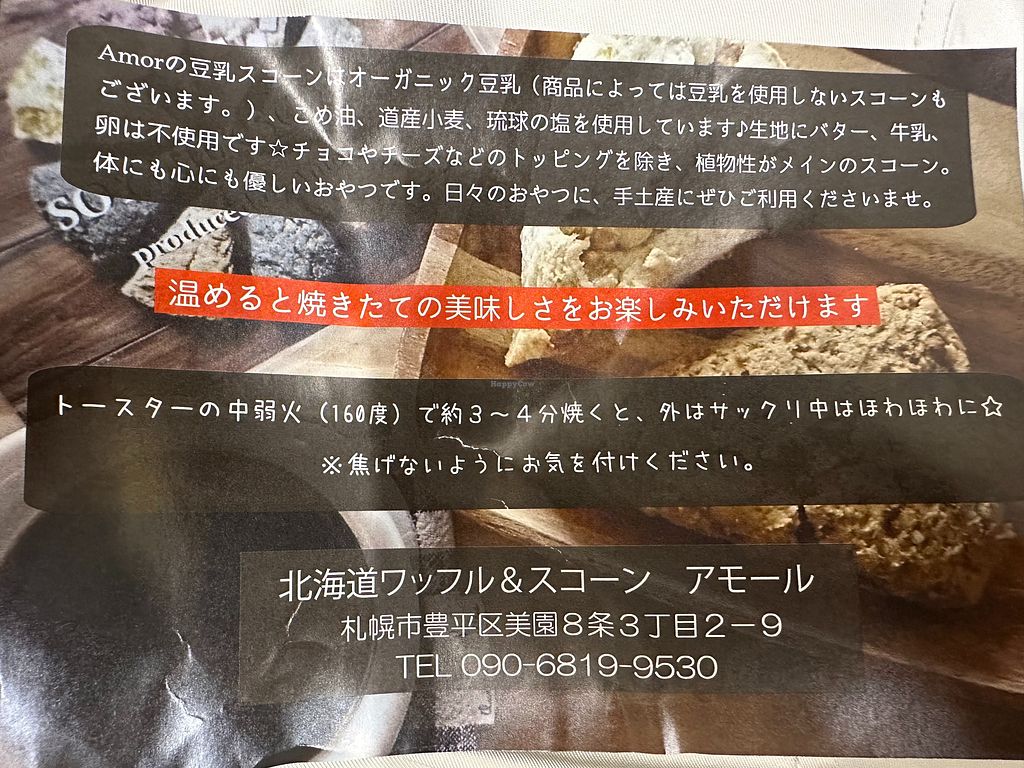 Amorの豆乳スコーンはオーガニック豆乳（商品によっては豆乳を使用しないスコーンも
ございます。）、こめ油、道産小麦、琉球の塩を使用しています♪生地にバター、牛乳、
卵は不使用です☆チョコやチーズなどのトッピングを除き、植物性がメインのスコーン。
体にも心にも優しいおやつです。日々のおやつに、手土産にぜひご利用くださいませ。
SO
produce
温めると焼きたての美味しさをお楽しみいただけます
HappyCow
トースターの中弱火（160度）で約３～４分焼くと、外はサックリ中はほわほわに☆
※焦げないようにお気を付けください。
北海道ワッフル＆スコーン　アモール
札幌市豊平区美園８条３丁目２－９
TEL 090-6819-9530